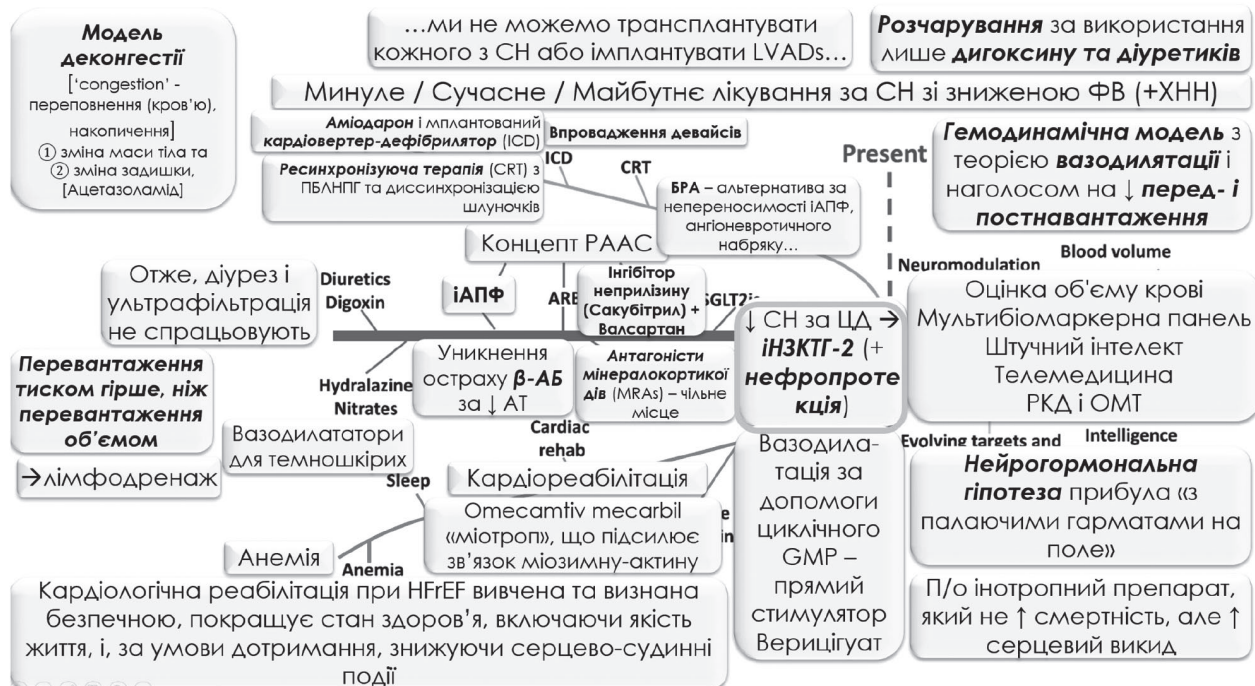 Модель
деконгестії
['congestion' -
переповнення (кров'ю),
накопичення]
① зміна маси тіла та
② зміна задишки,
[Ацетазоламід]
…ми не можемо трансплантувати
кожного з СН або імплантувати LVADs…
Розчарування за використання
лише дигоксину та діуретиків
Минуле / Сучасне / Майбутнє лікування за СН зі зниженою ФВ (+ХНН)
Аміодарон і мплантований
кардіовертер-дефібрилятор (ICD)
Впровадження девайсів
ICD
CRT
Present
Ресинхронізуюча терапія (CRT) з
ПБЛНПГ та диссинхронізацією
шлуночків
БРА – альтернатива за
непереносимості іАПФ,
ангіоневротичного
набряку…
Гемодинамічна модель з
теорією вазодилятації і
наголосом на ↓ перед- і
постнавантаження
Концепт РААС
Neuromodulation
Blood volume
Отже, діурез і
ультрафільтрація
не спрацьовують
Diuretics
Digoxin
іАПФ
Інгібітор
неприлізину
(Сакубітрил) +
Валсартан
↓ СН за ЦД →
іНЗКТГ-2 (+
нефропроте
кція)
Оцінка об'єму крові
Мультибіомаркерна панель
Штучний інтелект
Телемедицина
РКД і ОМТ
Перевантаження
тиском гірше, ніж
перевантаження
об'ємом
Hydralazine
Nitrates
Уникнення
остраху β-АБ
за ↓ АТ
Антагоністи
мінералокортикої
дів (MRAs) – чільне
місце
Вазодилататори
для темношкірих
→лімфодренаж
Sleep
Cardiac
rehab
Кардіореабілітація
Evolving targets and
Intelligence
Вазодила-
тація за
допомоги
циклічного
GMP –
прямий
стимулятор
Верицігуат
Нейрогормональна
гіпотеза прибула «з
палаючими гарматами на
поле»
Omecamtiv mecarbil
«міотроп», що підсилює
зв'язок міозимну-актину
Анемія
Anemia
Кардіологічна реабілітація при HFrEF вивчена та визнана
безпечною, покращує стан здоров'я, включаючи якість
життя, і, за умови дотримання, знижуючи серцево-судинні
події
П/о інотропний препарат,
який не ↑ смертність, але ↑
серцевий викид